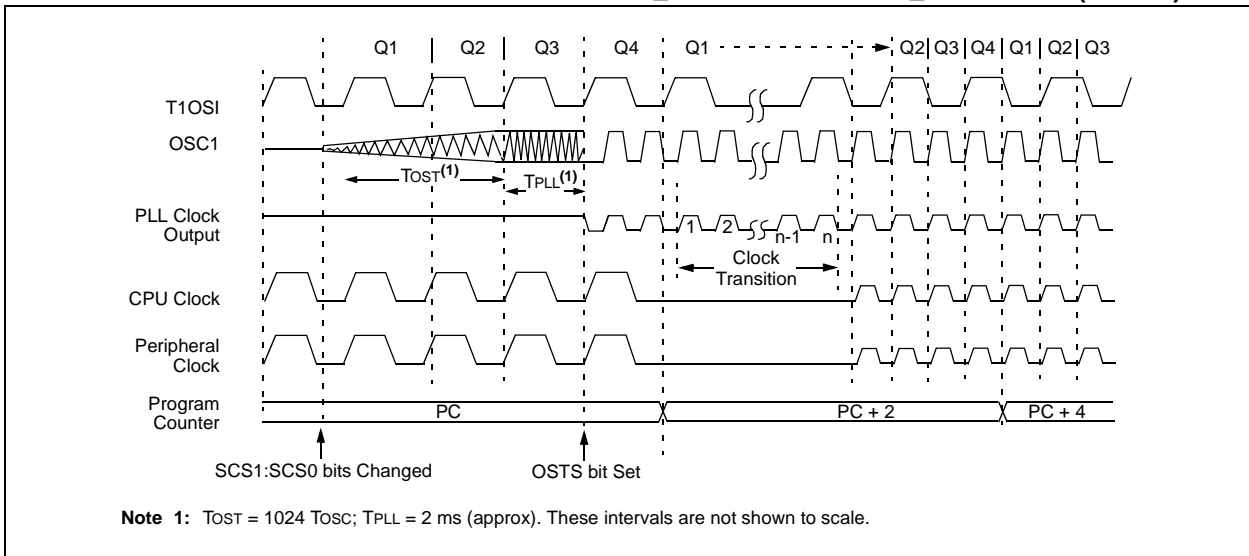 Q1 Q2 Q3 Q4 Q1 Q2 Q3 Q4 Q1 Q2 Q3
T1OSI
OSC1
TOST(1) TPLL(1)
PLL Clock
Output
1 2 n-1 n
Clock
Transition
CPU Clock
Peripheral
Clock
Program
Counter
PC PC + 2 PC + 4
SCS1:SCS0 bits Changed OSTS bit Set
Note 1: TOST = 1024 TOSC; TPLL = 2 ms (approx). These intervals are not shown to scale.